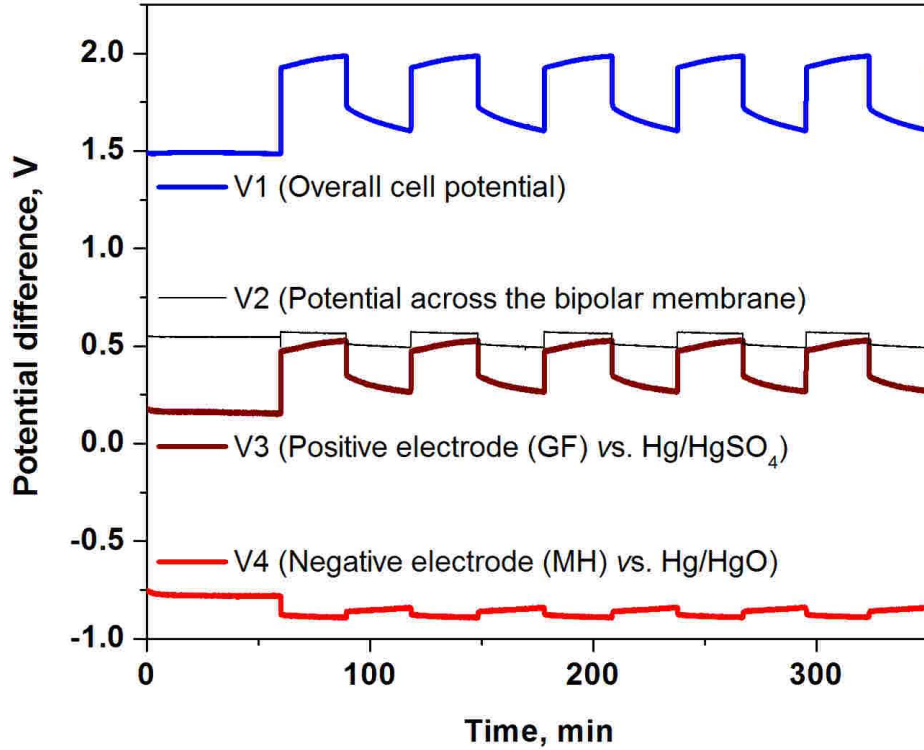 2.0
1.5
1.0
0.5
0.0
-0.5
-1.0
Potential difference, V
V1 (Overall cell potential)
V2 (Potential across the bipolar membrane)
V3 (Positive electrode (GF) vs. Hg/HgSO₄)
V4 (Negative electrode (MH) vs. Hg/HgO)
0 100 200 300
Time, min